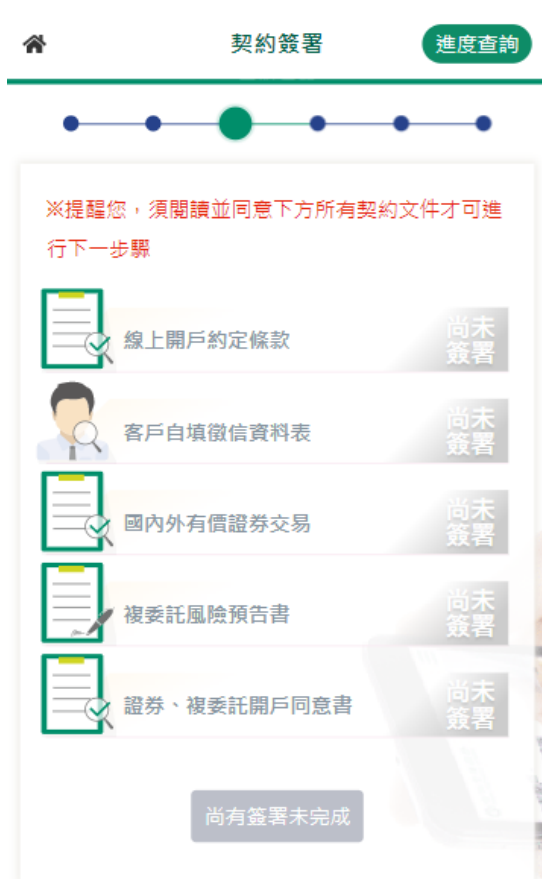 契約簽署
進度查詢
※提醒您，須閱讀並同意下方所有契約文件才可進
行下一步驟
線上開戶約定條款
尚未
簽署
客戶自填徵信資料表
尚未
簽署
國內外有價證券交易
尚未
簽署
複委託風險預告書
尚未
簽署
證券、複委託開戶同意書
尚未
簽署
尚有簽署未完成